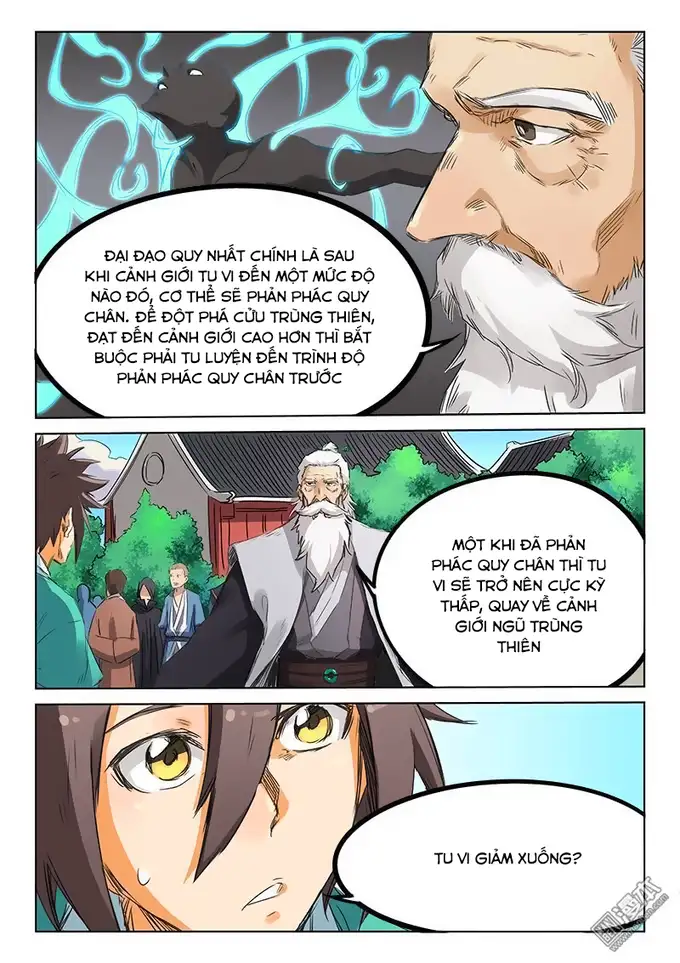 ĐẠI ĐẠO QUY NHẤT CHÍNH LÀ SAU
KHI CẢNH GIỚI TU VI ĐẾN MỘT MỨC ĐỘ
NÀO ĐÓ, CƠ THỂ SẼ PHẢN PHÁC QUY
CHÂN. ĐỂ ĐỘT PHÁ CỬU TRÙNG THIÊN,
ĐẠT ĐẾN CẢNH GIỚI CAO HƠN THÌ BẮT
BUỘC PHẢI TU LUYỆN ĐẾN TRÌNH ĐỘ
PHẢN PHÁC QUY CHÂN TRƯỚC
MỘT KHI ĐÃ PHẢN
PHÁC QUY CHÂN THÌ TU
VI SẼ TRỞ NÊN CỰC KỲ
THẤP, QUAY VỀ CẢNH
GIỚI NGŨ TRÙNG
THIÊN
TU VI GIẢM XUỐNG?